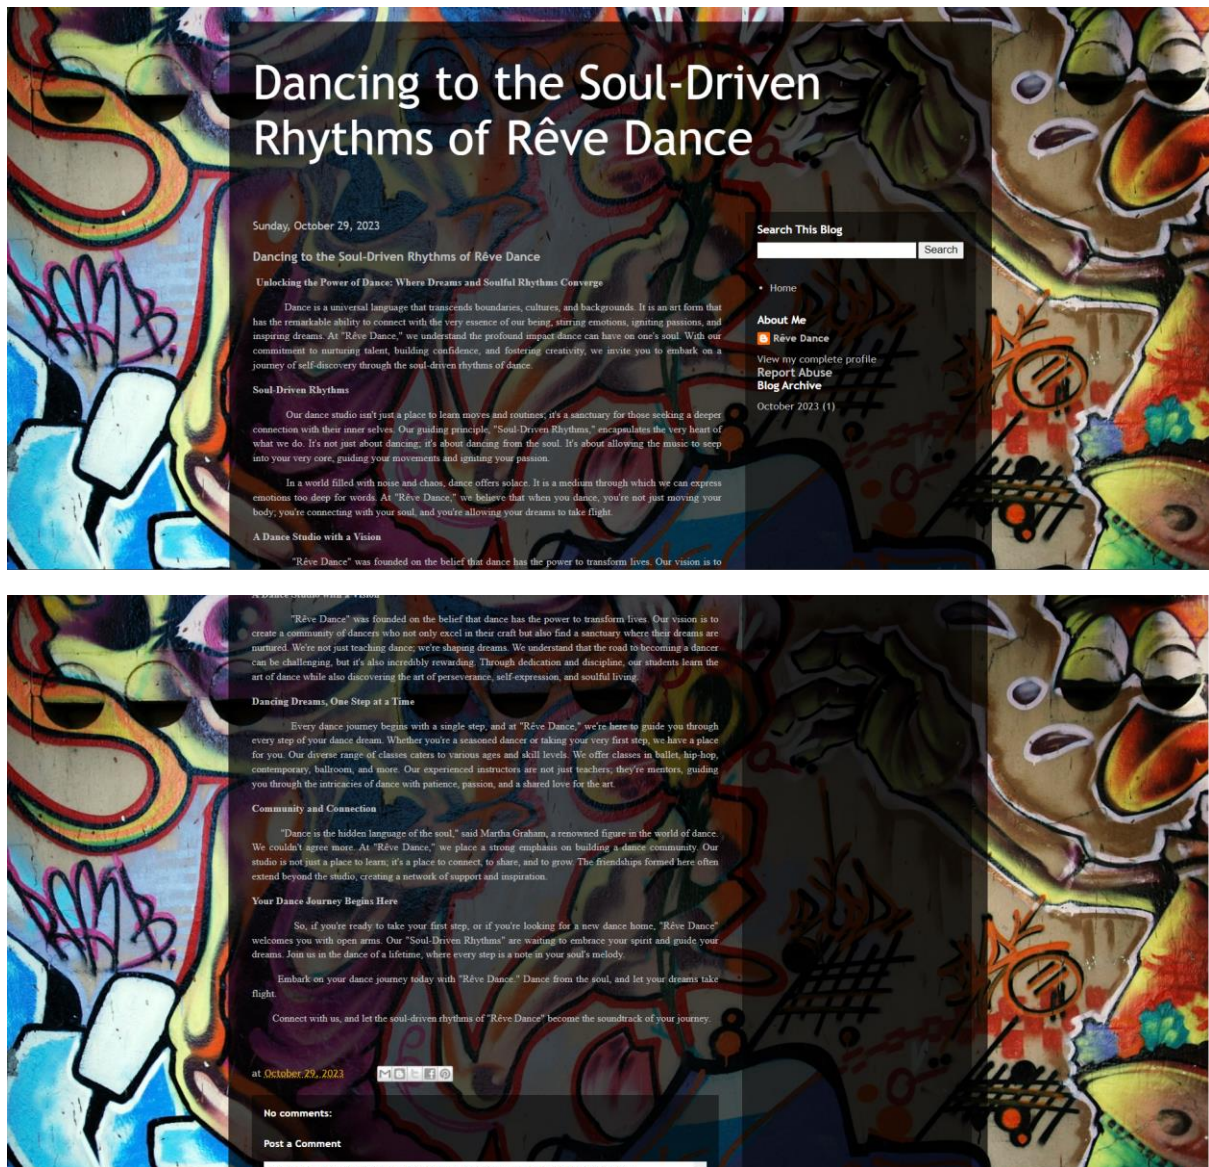 Dancing to the Soul-Driven
Rhythms of Rêve Dance
Sunday, October 29, 2023
Dancing to the Soul-Driven Rhythms of Rêve Dance
Unlocking the Power of Dance: Where Dreams and Soulful Rhythms Converge
Dance is a universal language that transcends boundaries, cultures, and backgrounds. It is an art form that
has the remarkable ability to connect with the very essence of our being, stirring emotions, igniting passions, and
inspiring dreams. At "Rêve Dance," we understand the profound impact dance can have on one's soul. With our
commitment to nurturing talent, building confidence, and fostering creativity, we invite you to embark on a
journey of self-discovery through the soul-driven rhythms of dance.
Soul-Driven Rhythms
Our dance studio isn't just a place to learn moves and routines; it's a sanctuary for those seeking a deeper
connection with their inner selves. Our guiding principle, "Soul-Driven Rhythms," encapsulates the very heart of
what we do. It's not just about dancing; it's about dancing from the soul. It's about allowing the music to seep
into your very core, guiding your movements and igniting your passion.
In a world filled with noise and chaos, dance offers solace. It is a medium through which we can express
emotions too deep for words. At "Rêve Dance," we believe that when you dance, you're not just moving your
body; you're connecting with your soul, and you're allowing your dreams to take flight.
A Dance Studio with a Vision
"Rêve Dance" was founded on the belief that dance has the power to transform lives. Our vision is to
Search This Blog
Search
Home
About Me
Rêve Dance
View my complete profile
Report Abuse
Blog Archive
October 2023 (1)
A Dance Studio with a Vision
"Rêve Dance" was founded on the belief that dance has the power to transform lives. Our vision is to
create a community of dancers who not only excel in their craft but also find a sanctuary where their dreams are
nurtured. We're not just teaching dance; we're shaping dreams. We understand that the road to becoming a dancer
can be challenging, but it's also incredibly rewarding. Through dedication and discipline, our students learn the
art of dance while also discovering the art of perseverance, self-expression, and soulful living.
Dancing Dreams, One Step at a Time
Every dance journey begins with a single step, and at "Rêve Dance," we're here to guide you through
every step of your dance dream. Whether you're a seasoned dancer or taking your very first step, we have a place
for you. Our diverse range of classes caters to various ages and skill levels. We offer classes in ballet, hip-hop,
contemporary, ballroom, and more. Our experienced instructors are not just teachers; they're mentors, guiding
you through the intricacies of dance with patience, passion, and a shared love for the art.
Community and Connection
"Dance is the hidden language of the soul," said Martha Graham, a renowned figure in the world of dance.
We couldn't agree more. At "Rêve Dance," we place a strong emphasis on building a dance community. Our
studio is not just a place to learn; it's a place to connect, to share, and to grow. The friendships formed here often
extend beyond the studio, creating a network of support and inspiration.
Your Dance Journey Begins Here
So, if you're ready to take your first step, or if you're looking for a new dance home, "Rêve Dance"
welcomes you with open arms. Our "Soul-Driven Rhythms" are waiting to embrace your spirit and guide your
dreams. Join us in the dance of a lifetime, where every step is a note in your soul's melody.
Embark on your dance journey today with "Rêve Dance." Dance from the soul, and let your dreams take
flight.
Connect with us, and let the soul-driven rhythms of "Rêve Dance" become the soundtrack of your journey.
at October 29, 2023
No comments:
Post a Comment